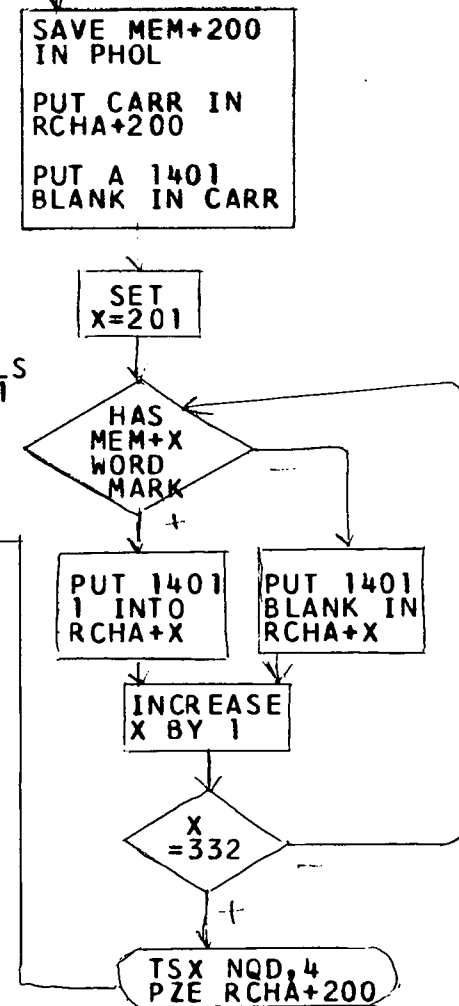 SAVE MEM+200
IN PHOL
PUT CARR IN
RCHA+200
PUT A 1401
BLANK IN CARR
SET
X=201
S
1
HAS
MEM+X
WORD
MARK
-
+
PUT 1401
1 INTO
RCHA+X
PUT 1401
BLANK IN
RCHA+X
INCREASE
X BY 1
X
=332
-
+
TSX NQD,4
PZE RCHA+200